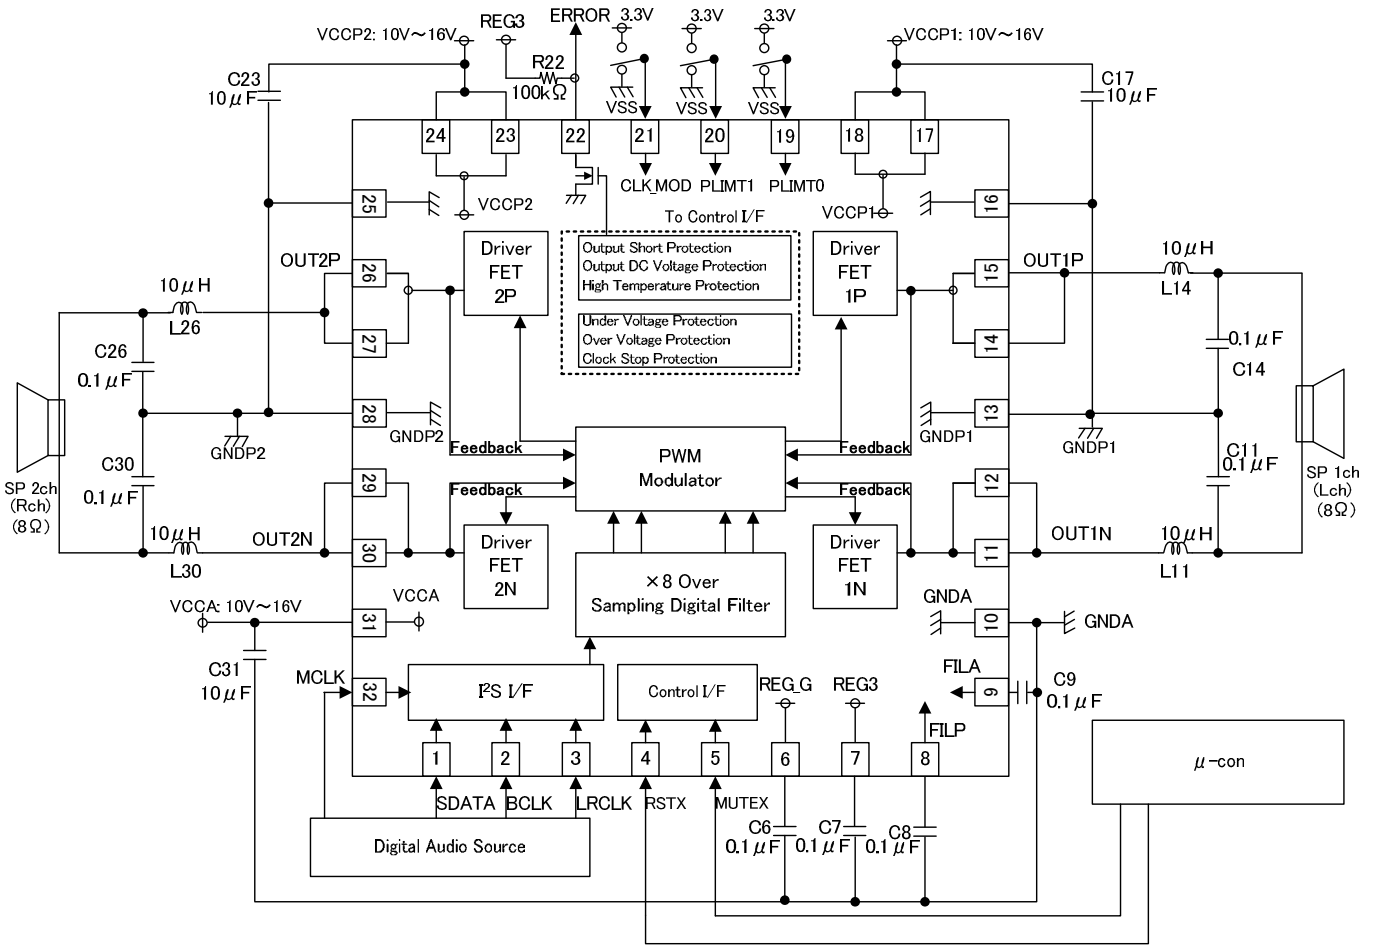 REG3
ERROR
3.3V
3.3V
3.3V
VCCP2: 10V～16V
VCCP1: 10V～16V
R22
100kΩ
C23
10μF
C17
10μF
VSS
VSS
VSS
24
23
22
21
20
19
18
17
CLK_MOD
PLIMT1
PLIMT0
VCCP2
VCCP1
To Control I/F
25
16
Driver
FET
2P
Output Short Protection
Output DC Voltage Protection
High Temperature Protection
Under Voltage Protection
Over Voltage Protection
Clock Stop Protection
Driver
FET
1P
OUT2P
26
27
15
14
OUT1P
10μH
L26
10μH
L14
C26
0.1μF
0.1μF
C14
28
GNDP2
GNDP2
13
GNDP1
GNDP1
Feedback
Feedback
PWM
Modulator
Feedback
Feedback
C30
0.1μF
C11
0.1μF
SP 2ch
(Rch)
(8Ω)
SP 1ch
(Lch)
(8Ω)
29
30
12
11
OUT2N
OUT1N
10μH
L30
10μH
L11
Driver
FET
2N
Driver
FET
1N
×8 Over
Sampling Digital Filter
VCCA: 10V～16V
31
VCCA
GNDA
10
GNDA
C31
10μF
MCLK
32
I²S I/F
Control I/F
REG_G
REG3
FILA
9
C9
0.1μF
FILP
1
2
3
4
5
6
7
8
μ-con
SDATA
BCLK
LRCLK
RSTX
MUTEX
C6
0.1μF
C7
0.1μF
C8
0.1μF
Digital Audio Source